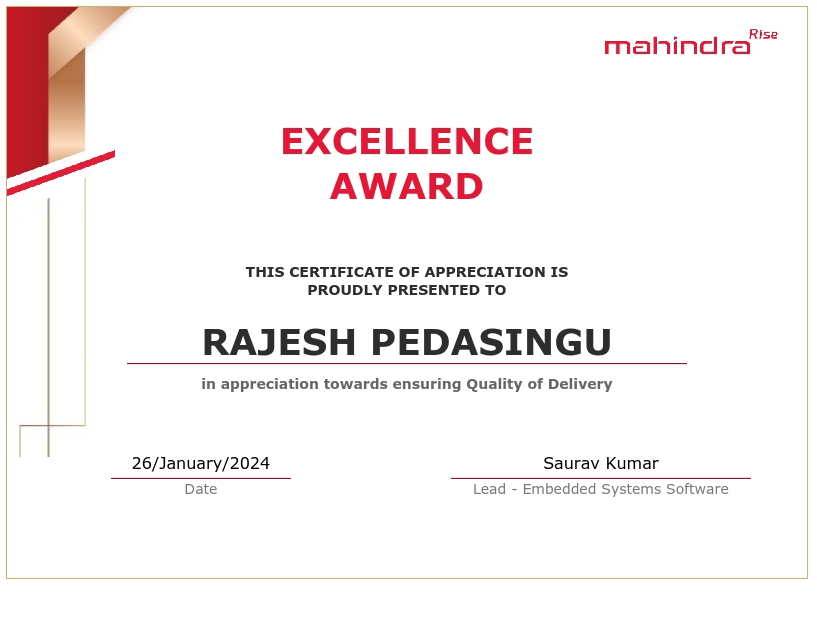 mahindra Rise
EXCELLENCE
AWARD
THIS CERTIFICATE OF APPRECIATION IS
PROUDLY PRESENTED TO
RAJESH PEDASINGU
in appreciation towards ensuring Quality of Delivery
26/January/2024
Saurav Kumar
Date
Lead - Embedded Systems Software